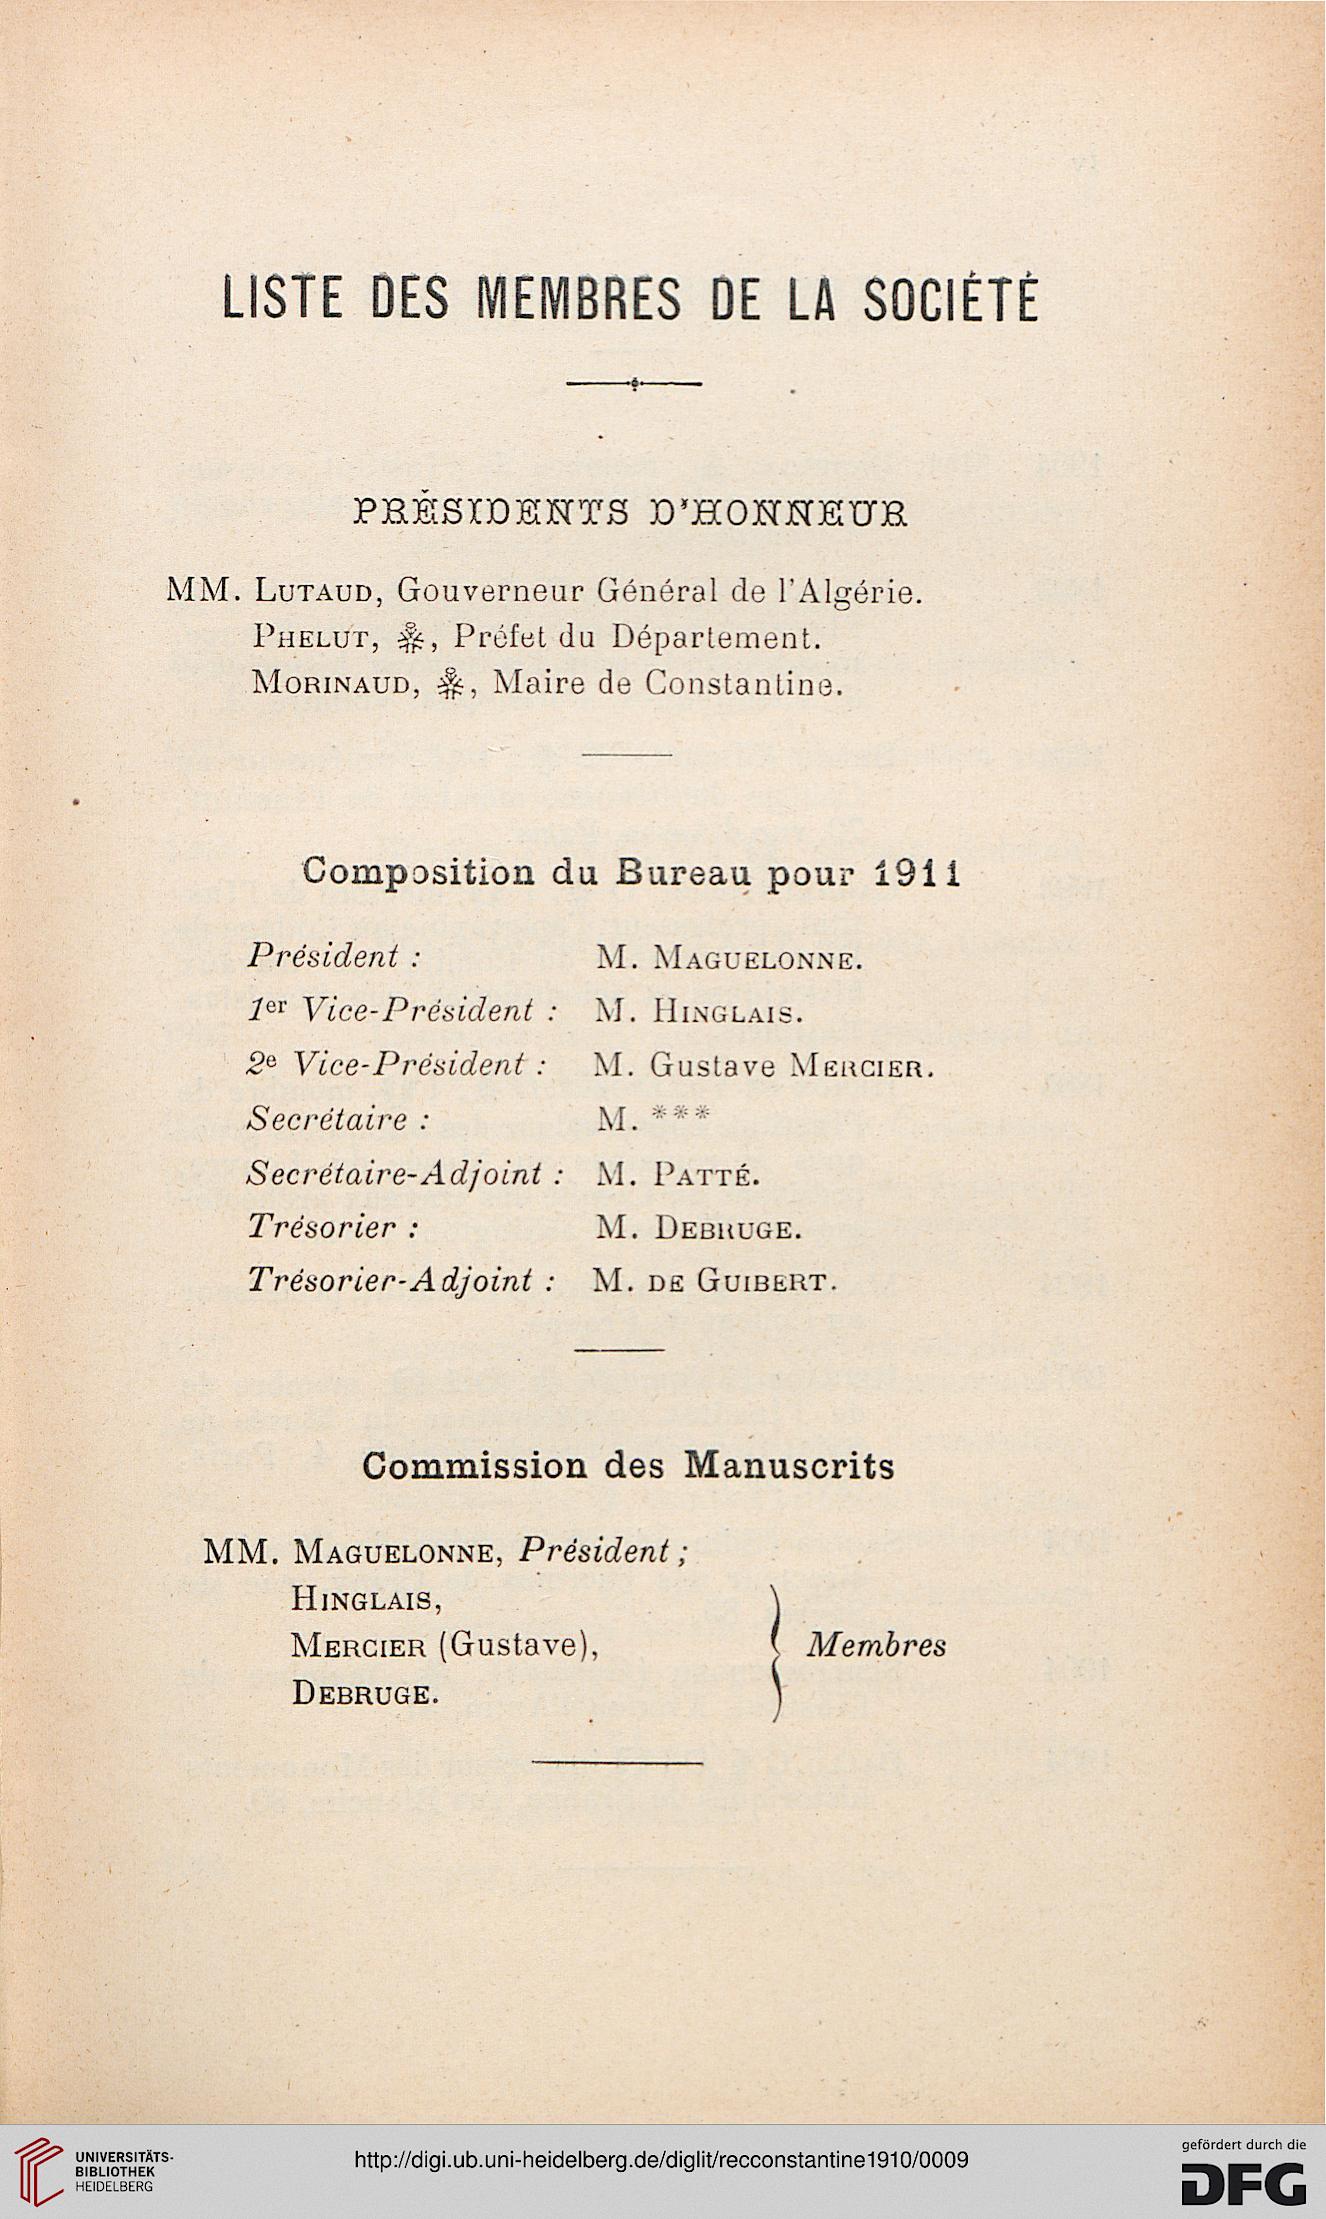 LISTE DES MEMBRES DE LA SOCIÉTÉ
PRÉSIDENTS D'HONNEUR
MM. LUTAUD, Gouverneur Général de l'Algérie.
PHELUT, ✻, Préfet du Département.
MORINAUD, ✻, Maire de Constantine.
Composition du Bureau pour 1911
Président : M. MAGUELONNE.
1er Vice-Président : M. HINGLAIS.
2e Vice-Président : M. Gustave MERCIER.
Secrétaire : M. ***
Secrétaire-Adjoint : M. PATTÉ.
Trésorier : M. DEBRUGE.
Trésorier-Adjoint : M. DE GUIBERT.
Commission des Manuscrits
MM. MAGUELONNE, Président ;
HINGLAIS,
MERCIER (Gustave), } Membres
DEBRUGE.
UNIVERSITÄTS-
BIBLIOTHEK
HEIDELBERG
http://digi.ub.uni-heidelberg.de/diglit/recconstantine1910/0009
gefördert durch die
DFG